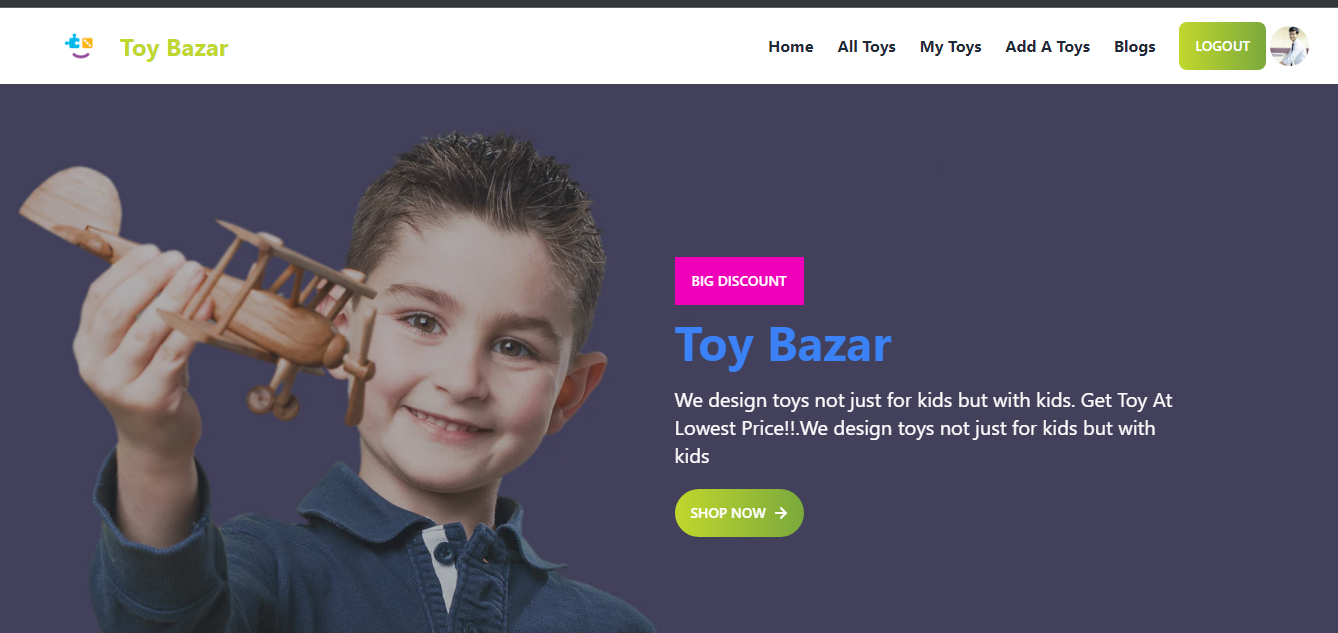 Toy Bazar
Home All Toys My Toys Add A Toys Blogs LOGOUT
BIG DISCOUNT
Toy Bazar
We design toys not just for kids but with kids. Get Toy At
Lowest Price!!.We design toys not just for kids but with
kids
SHOP NOW